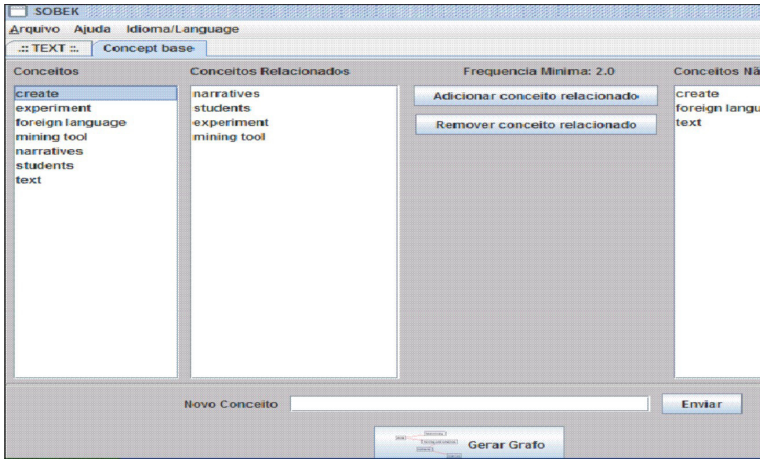 SOBEK
Arquivo Ajuda Idioma/Language
.:: TEXT ::. Concept base
Conceitos
create
experiment
foreign language
mining tool
narratives
students
text
Conceitos Relacionados
narratives
students
experiment
mining tool
Frequencia Minima: 2.0
Adicionar conceito relacionado
Remover conceito relacionado
Conceitos Nã
create
foreign langu
text
Novo Conceito
Enviar
Gerar Grafo